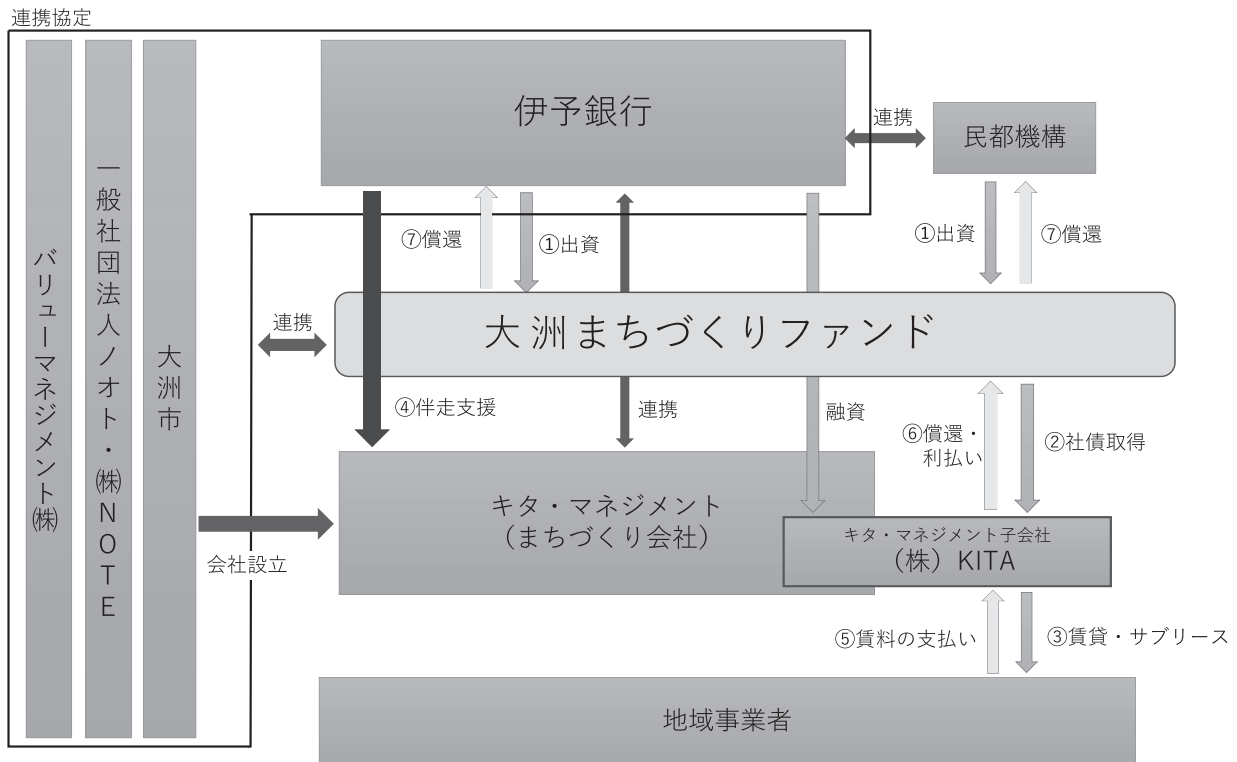 連携協定
バリューマネジメント㈱
一般社団法人ノオト・㈱NOTE
大洲市
伊予銀行
連携
民都機構
⑦償還
①出資
①出資
⑦償還
連携
大洲まちづくりファンド
④伴走支援
連携
融資
⑥償還・
利払い
②社債取得
キタ・マネジメント
（まちづくり会社）
キタ・マネジメント子会社
（株）KITA
会社設立
⑤賃料の支払い
③賃貸・サブリース
地域事業者